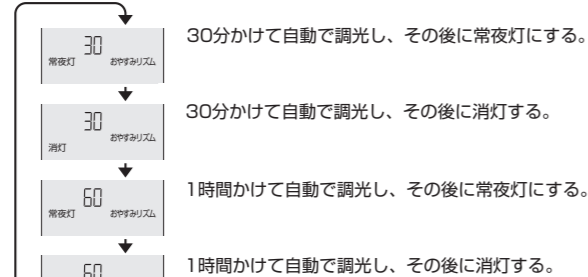 30分かけて自動で調光し、その後に常夜灯にする。
30
常夜灯 おやすみリズム
30分かけて自動で調光し、その後に消灯する。
30
おやすみリズム
消灯
1時間かけて自動で調光し、その後に常夜灯にする。
60
常夜灯 おやすみリズム
1時間かけて自動で調光し、その後に消灯する。
60